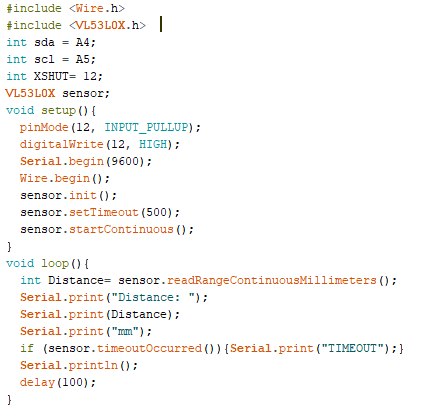 #include <Wire.h>
#include <VL53L0X.h>
int sda = A4;
int scl = A5;
int XSHUT= 12;
VL53L0X sensor;
void setup(){
  pinMode(12, INPUT_PULLUP);
  digitalWrite(12, HIGH);
  Serial.begin(9600);
  Wire.begin();
  sensor.init();
  sensor.setTimeout(500);
  sensor.startContinuous();
}
void loop(){
  int Distance= sensor.readRangeContinuousMillimeters();
  Serial.print("Distance: ");
  Serial.print(Distance);
  Serial.print("mm");
  if (sensor.timeoutOccurred()){Serial.print("TIMEOUT");}
  Serial.println();
  delay(100);
}